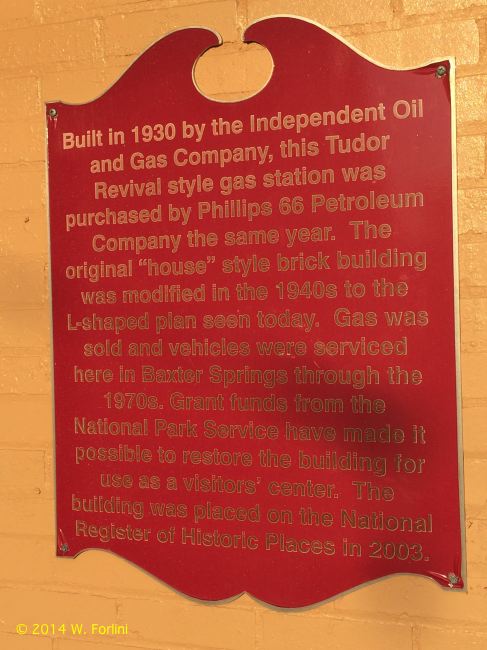 Built in 1930 by the Independent Oil
and Gas Company, this Tudor
Revival style gas station was
purchased by Phillips 66 Petroleum
Company the same year. The
original “house” style brick building
was modified in the 1940s to the
L-shaped plan seen today. Gas was
sold and vehicles were serviced
here in Baxter Springs through the
1970s. Grant funds from the
National Park Service have made it
possible to restore the building for
use as a visitors’ center. The
building was placed on the National
Register of Historic Places in 2003.
© 2014 W. Forlini